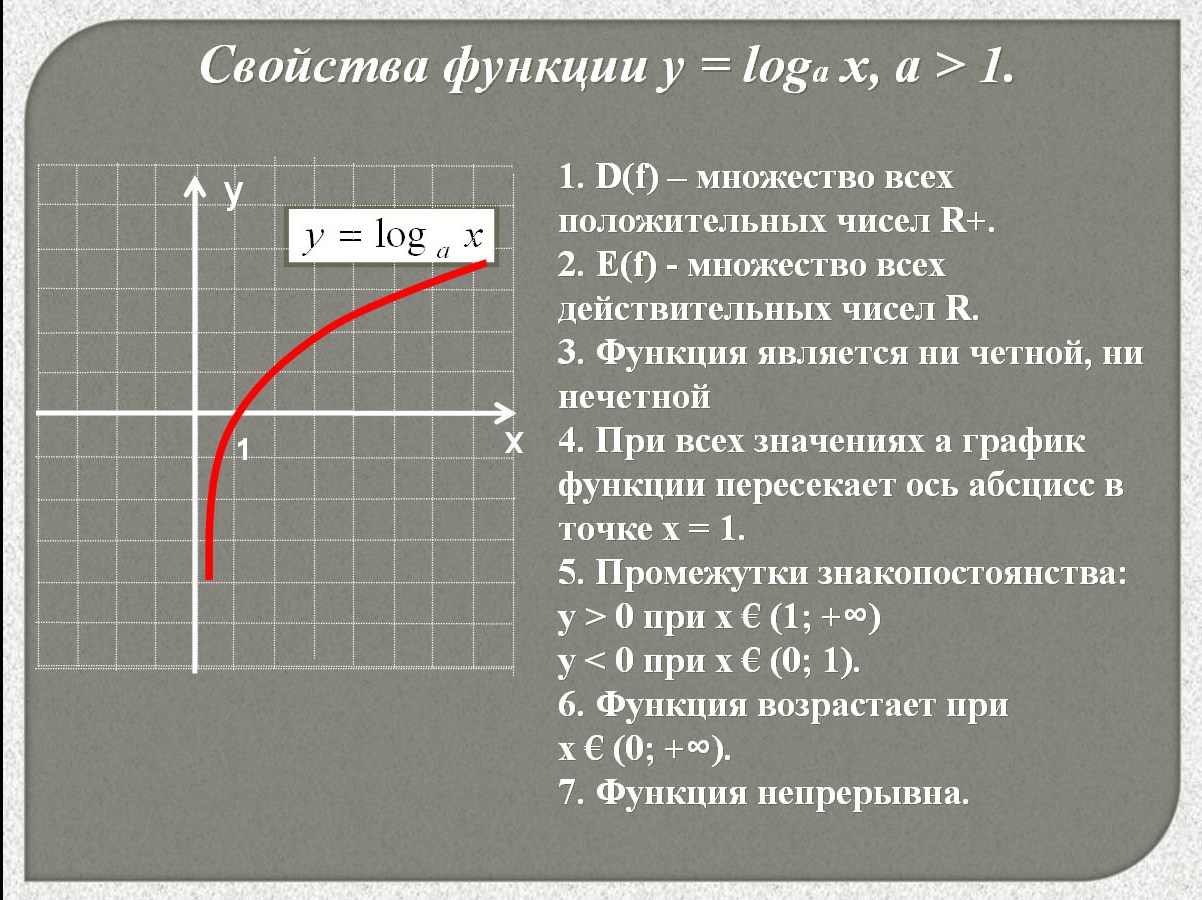 Свойства функции y = logₐ x, a > 1.
y
y = log a x
1
x
1. D(f) – множество всех
положительных чисел R+.
2. E(f) - множество всех
действительных чисел R.
3. Функция является ни четной, ни
нечетной
4. При всех значениях а график
функции пересекает ось абсцисс в
точке х = 1.
5. Промежутки знакопостоянства:
y > 0 при х € (1; +∞)
y < 0 при х € (0; 1).
6. Функция возрастает при
х € (0; +∞).
7. Функция непрерывна.